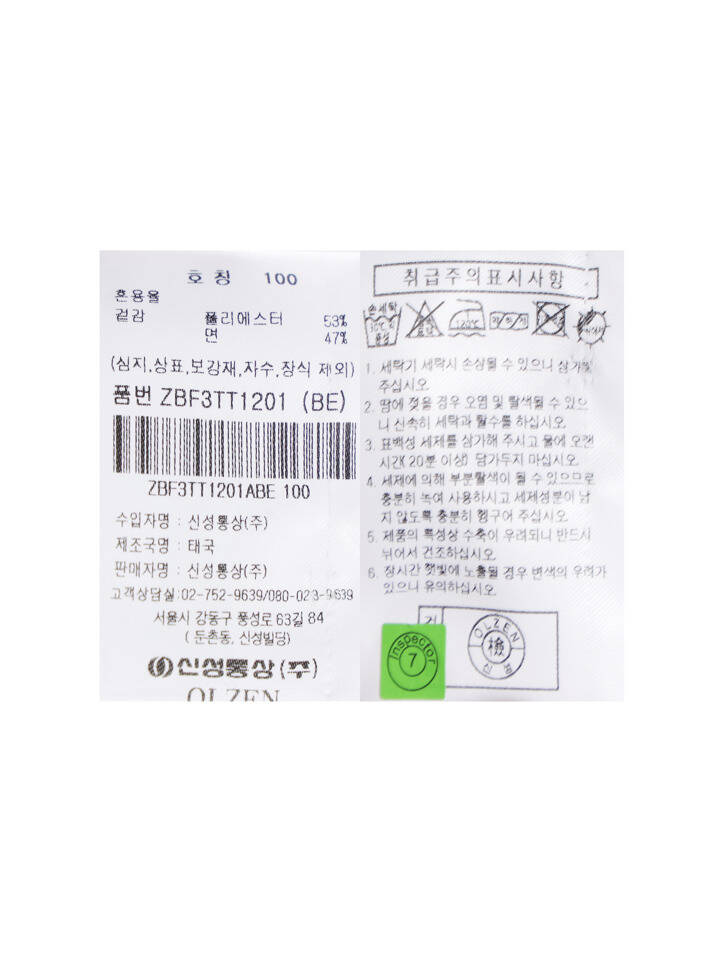 호 칭 100
혼용율
겉감 폴리에스터 53%
면 47%
(심지,상표,보강재,자수,장식 제외)
품번 ZBF3TT1201 (BE)
ZBF3TT1201ABE 100
수입자명 : 신성통상(주)
제조국명 : 태국
판매자명 : 신성통상(주)
고객상담실:02-752-9639/080-023-9639
서울시 강동구 풍성로 63길 84
( 둔촌동, 신성빌딩)
신성통상(주)
OLZEN
취급주의표시사항
손세탁
30℃
중성
120℃
1. 세탁기 세탁시 손상될 수 있으니 삼가해
주십시오.
2. 땀에 젖을 경우 오염 및 탈색될 수 있으
니 신속히 세탁과 탈수를 하십시오.
3. 표백성 세제를 삼가해 주시고 물에 오랜
시간(20분 이상) 담가두지 마십시오.
4. 세제에 의해 부분탈색이 될 수 있으므로
충분히 녹여 사용하시고 세제성분이 남
지 않도록 충분히 헹구어 주십시오.
5. 제품의 특성상 수축이 우려되니 반드시
뉘어서 건조하십시오.
6. 장시간 햇빛에 노출될 경우 변색의 우려가
있으니 유의하십시오.
OLZEN
檢
Inspector
7